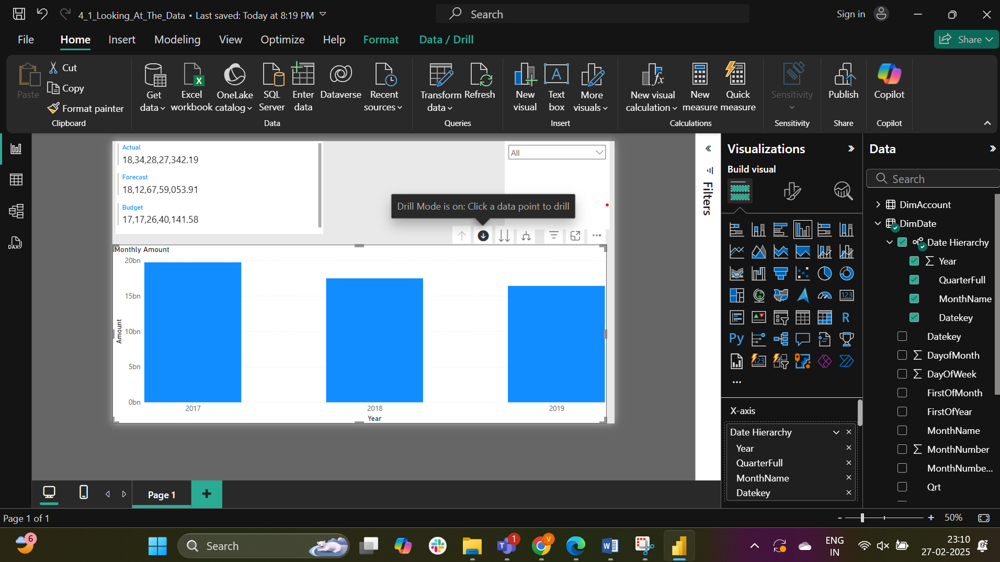 4_1_Looking_At_The_Data • Last saved: Today at 8:19 PM
Search
Sign in
File Home Insert Modeling View Optimize Help Format Data / Drill
Share
Paste
Cut
Copy
Format painter
Clipboard
Get data
Excel workbook
OneLake catalog
SQL Server
Enter data
Dataverse
Recent sources
Data
Transform data
Refresh
Queries
New visual
Text box
More visuals
Insert
New visual calculation
New measure
Quick measure
Calculations
Sensitivity
Sensitivity
Publish
Share
Copilot
Copilot
DAX
Actual
18,34,28,27,342.19
Forecast
18,12,67,59,053.91
Budget
17,17,26,40,141.58
All
Drill Mode is on: Click a data point to drill
Monthly Amount
20bn
15bn
10bn
5bn
0bn
Amount
2017 2018 2019
Year
Filters
Visualizations
Build visual
123
R
Py
123
X-axis
Date Hierarchy
Year
QuarterFull
MonthName
Datekey
Data
Search
DimAccount
DimDate
Date Hierarchy
Year
QuarterFull
MonthName
Datekey
Datekey
DayofMonth
DayOfWeek
FirstOfMonth
FirstOfYear
MonthName
MonthNumber
MonthNumbe...
Qrt
Page 1
Page 1 of 1
50%
6
Search
1
V
ENG
IN
23:10
27-02-2025